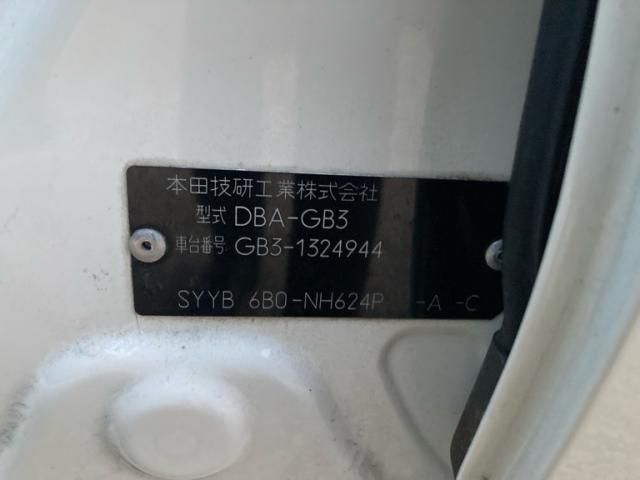 本田技研工業株式会社
型式 DBA-GB3
車台番号 GB3-1324944
SYYB 6B0-NH624P -A -C